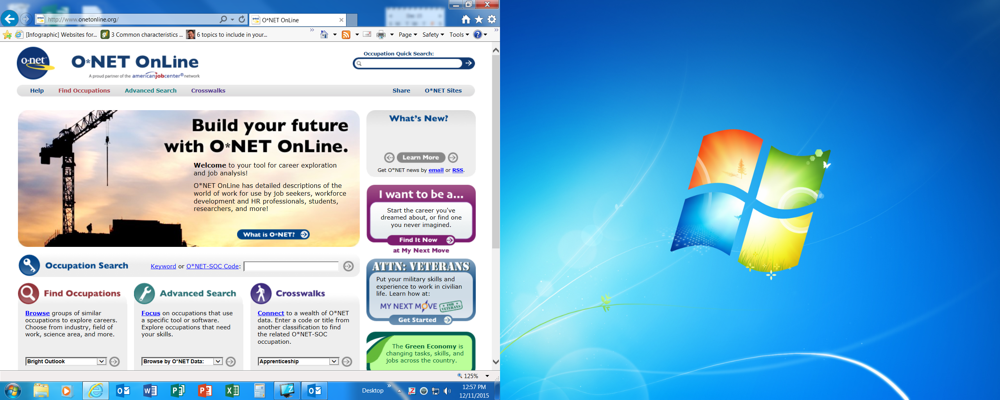 http://www.onetonline.org/
O*NET OnLine
[Infographic] Websites for...
3 Common characteristics ...
6 topics to include in your...
Page
Safety
Tools
o·net
O*NET OnLine
A proud partner of the americanjobcenter® network
Occupation Quick Search:
Help
Find Occupations
Advanced Search
Crosswalks
Share
O*NET Sites
Build your future
with O*NET OnLine.
Welcome to your tool for career exploration
and job analysis!
O*NET OnLine has detailed descriptions of the
world of work for use by job seekers, workforce
development and HR professionals, students,
researchers, and more!
What is O*NET?
What's New?
Learn More
Get O*NET news by email or RSS.
I want to be a...
Start the career you've
dreamed about, or find one
you never imagined.
Find It Now
at My Next Move
Occupation Search
Keyword or O*NET-SOC Code:
ATTN: VETERANS
Put your military skills and
experience to work in civilian
life. Learn how at:
MY NEXT MOVE
FOR
VETERANS
Get Started
Find Occupations
Browse groups of similar
occupations to explore careers.
Choose from industry, field of
work, science area, and more.
Bright Outlook
Advanced Search
Focus on occupations that use
a specific tool or software.
Explore occupations that need
your skills.
Browse by O*NET Data:
Crosswalks
Connect to a wealth of O*NET
data. Enter a code or title from
another classification to find
the related O*NET-SOC
occupation.
Apprenticeship
The Green Economy is
changing tasks, skills, and
jobs across the country.
125%
Desktop
12:57 PM
12/11/2015